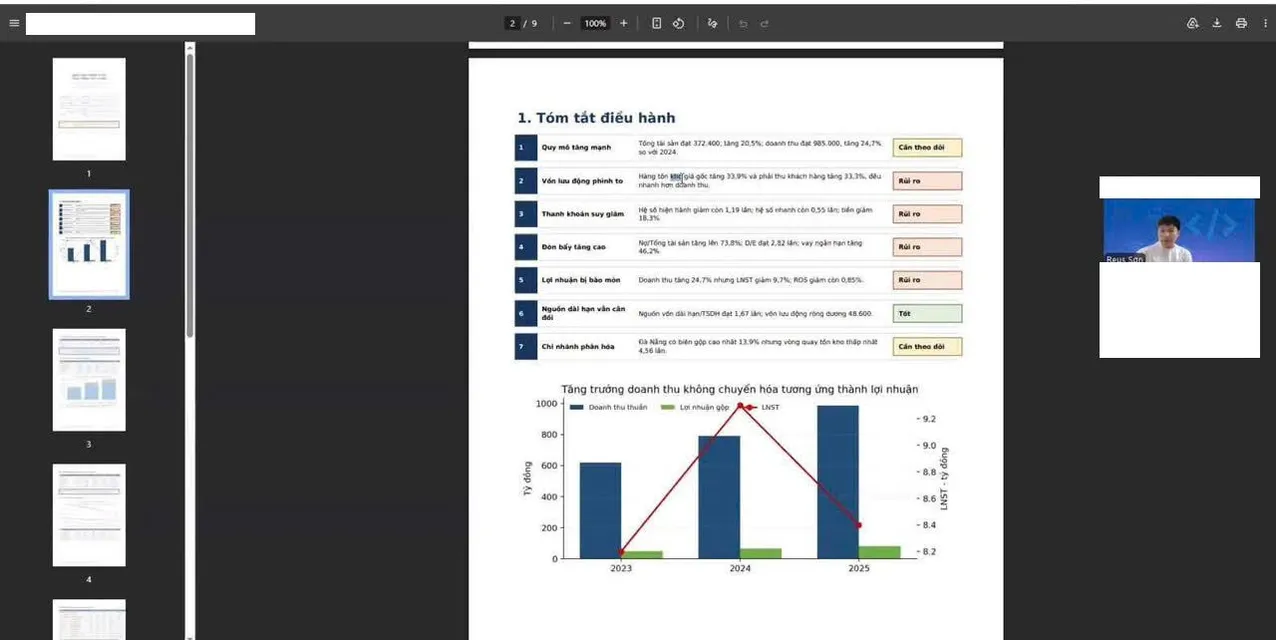 2 / 9
100%
1
2
3
4
1. Tóm tắt điều hành
1 Quy mô tăng mạnh Tổng tài sản đạt 372.400, tăng 20,5%; doanh thu đạt 985.000, tăng 24,7% Cần theo dõi
so với 2024.
2 Vốn lưu động phình to Hàng tồn kho giá gốc tăng 33,9% và phải thu khách hàng tăng 33,3%, đều Rủi ro
nhanh hơn doanh thu.
3 Thanh khoản suy giảm Hệ số hiện hành giảm còn 1,19 lần; hệ số nhanh còn 0,55 lần; tiền giảm Rủi ro
18,3%.
4 Đòn bẩy tăng cao Nợ/Tổng tài sản tăng lên 73,8%; D/E đạt 2,82 lần; vay ngắn hạn tăng Rủi ro
46,2%.
5 Lợi nhuận bị bào mòn Doanh thu tăng 24,7% nhưng LNST giảm 9,7%; ROS giảm còn 0,85%. Rủi ro
6 Nguồn dài hạn vẫn cân đối Nguồn vốn dài hạn/TSDH đạt 1,67 lần; vốn lưu động ròng dương 48.600. Tốt
7 Chi nhánh phân hóa Đà Nẵng có biên gộp cao nhất 13,9% nhưng vòng quay tồn kho thấp nhất Cần theo dõi
4,56 lần.
Tăng trưởng doanh thu không chuyển hóa tương ứng thành lợi nhuận
Doanh thu thuần Lợi nhuận gộp LNST
1000
800
600
400
200
0
Tỷ đồng
9.2
9.0
8.8
8.6
8.4
8.2
LNST - tỷ đồng
2023 2024 2025
Reus Sơn